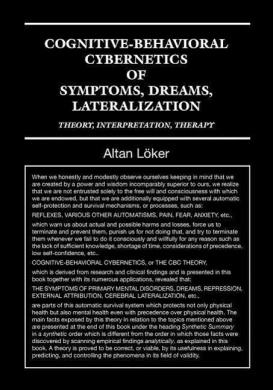 COGNITIVE-BEHAVIORAL
CYBERNETICS
OF
SYMPTOMS, DREAMS,
LATERALIZATION
THEORY, INTERPRETATION, THERAPY
Altan Löker
When we honestly and modestly observe ourselves keeping in mind that we
are created by a power and wisdom incomparably superior to ours, we realize
that we are not entrusted solely to the free will and consciousness with which
we are endowed, but that we are additionally equipped with several automatic
self-protection and survival mechanisms, or processes, such as:
REFLEXES, VARIOUS OTHER AUTOMATISMS, PAIN, FEAR, ANXIETY, etc.,
which warn us about actual and possible harms and losses, force us to
terminate and prevent them, punish us for not doing that, and try to terminate
them whenever we fail to do it consciously and willfully for any reason such as
the lack of sufficient knowledge, shortage of time, considerations of precedence,
low self-confidence, etc..
COGNITIVE-BEHAVIORAL CYBERNETICS, or THE CBC THEORY,
which is derived from research and clinical findings and is presented in this
book together with its numerous applications, revealed that:
THE SYMPTOMS OF PRIMARY MENTAL DISORDERS, DREAMS, REPRESSION,
EXTERNAL ATTRIBUTION, CEREBRAL LATERALIZATION, etc.,
are parts of this automatic survival system which protects not only physical
health but also mental health even with precedence over physical health. The
main facts exposed by this theory in relation to the topics mentioned above
are presented at the end of this book under the heading Synthetic Summary
in a synthetic order which is different from the order in which those facts were
discovered by scanning empirical findings analytically, as explained in this
book. A theory is proved to be correct, or viable, by its usefulness in explaining,
predicting, and controlling the phenomena in its field of validity.